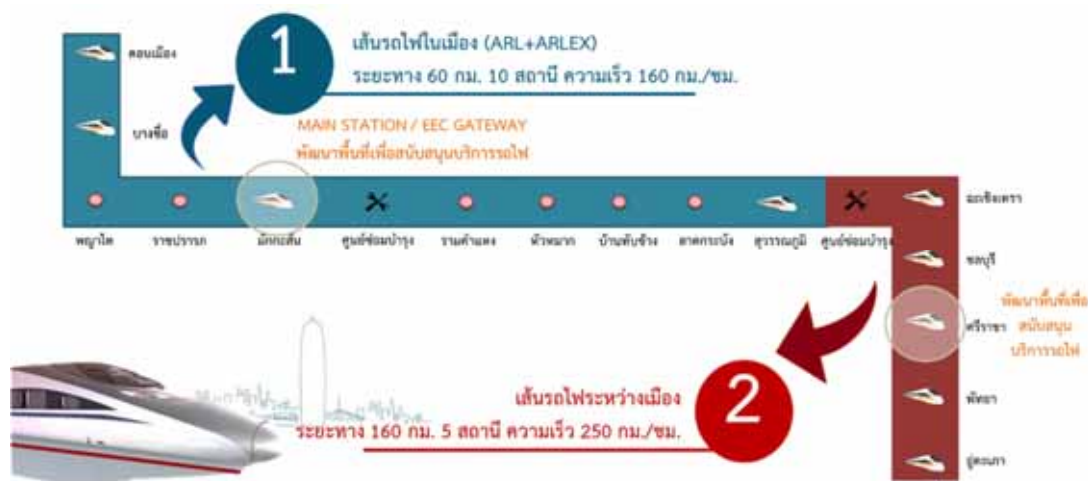 ดอนเมือง
บางซื่อ
1
เส้นรถไฟในเมือง (ARL+ARLEX)
ระยะทาง 60 กม. 10 สถานี ความเร็ว 160 กม./ชม.
MAIN STATION / EEC GATEWAY
พัฒนาพื้นที่เพื่อสนับสนุนบริการรถไฟ
พญาไท
ราชปรารภ
มักกะสัน
ศูนย์ซ่อมบำรุง
รามคำแหง
หัวหมาก
บ้านทับช้าง
ลาดกระบัง
สุวรรณภูมิ
ศูนย์ซ่อมบำรุง
ฉะเชิงเทรา
ชลบุรี
ศรีราชา
พัฒนาพื้นที่เพื่อ
สนับสนุน
บริการรถไฟ
พัทยา
อู่ตะเภา
2
เส้นรถไฟระหว่างเมือง
ระยะทาง 160 กม. 5 สถานี ความเร็ว 250 กม./ชม.